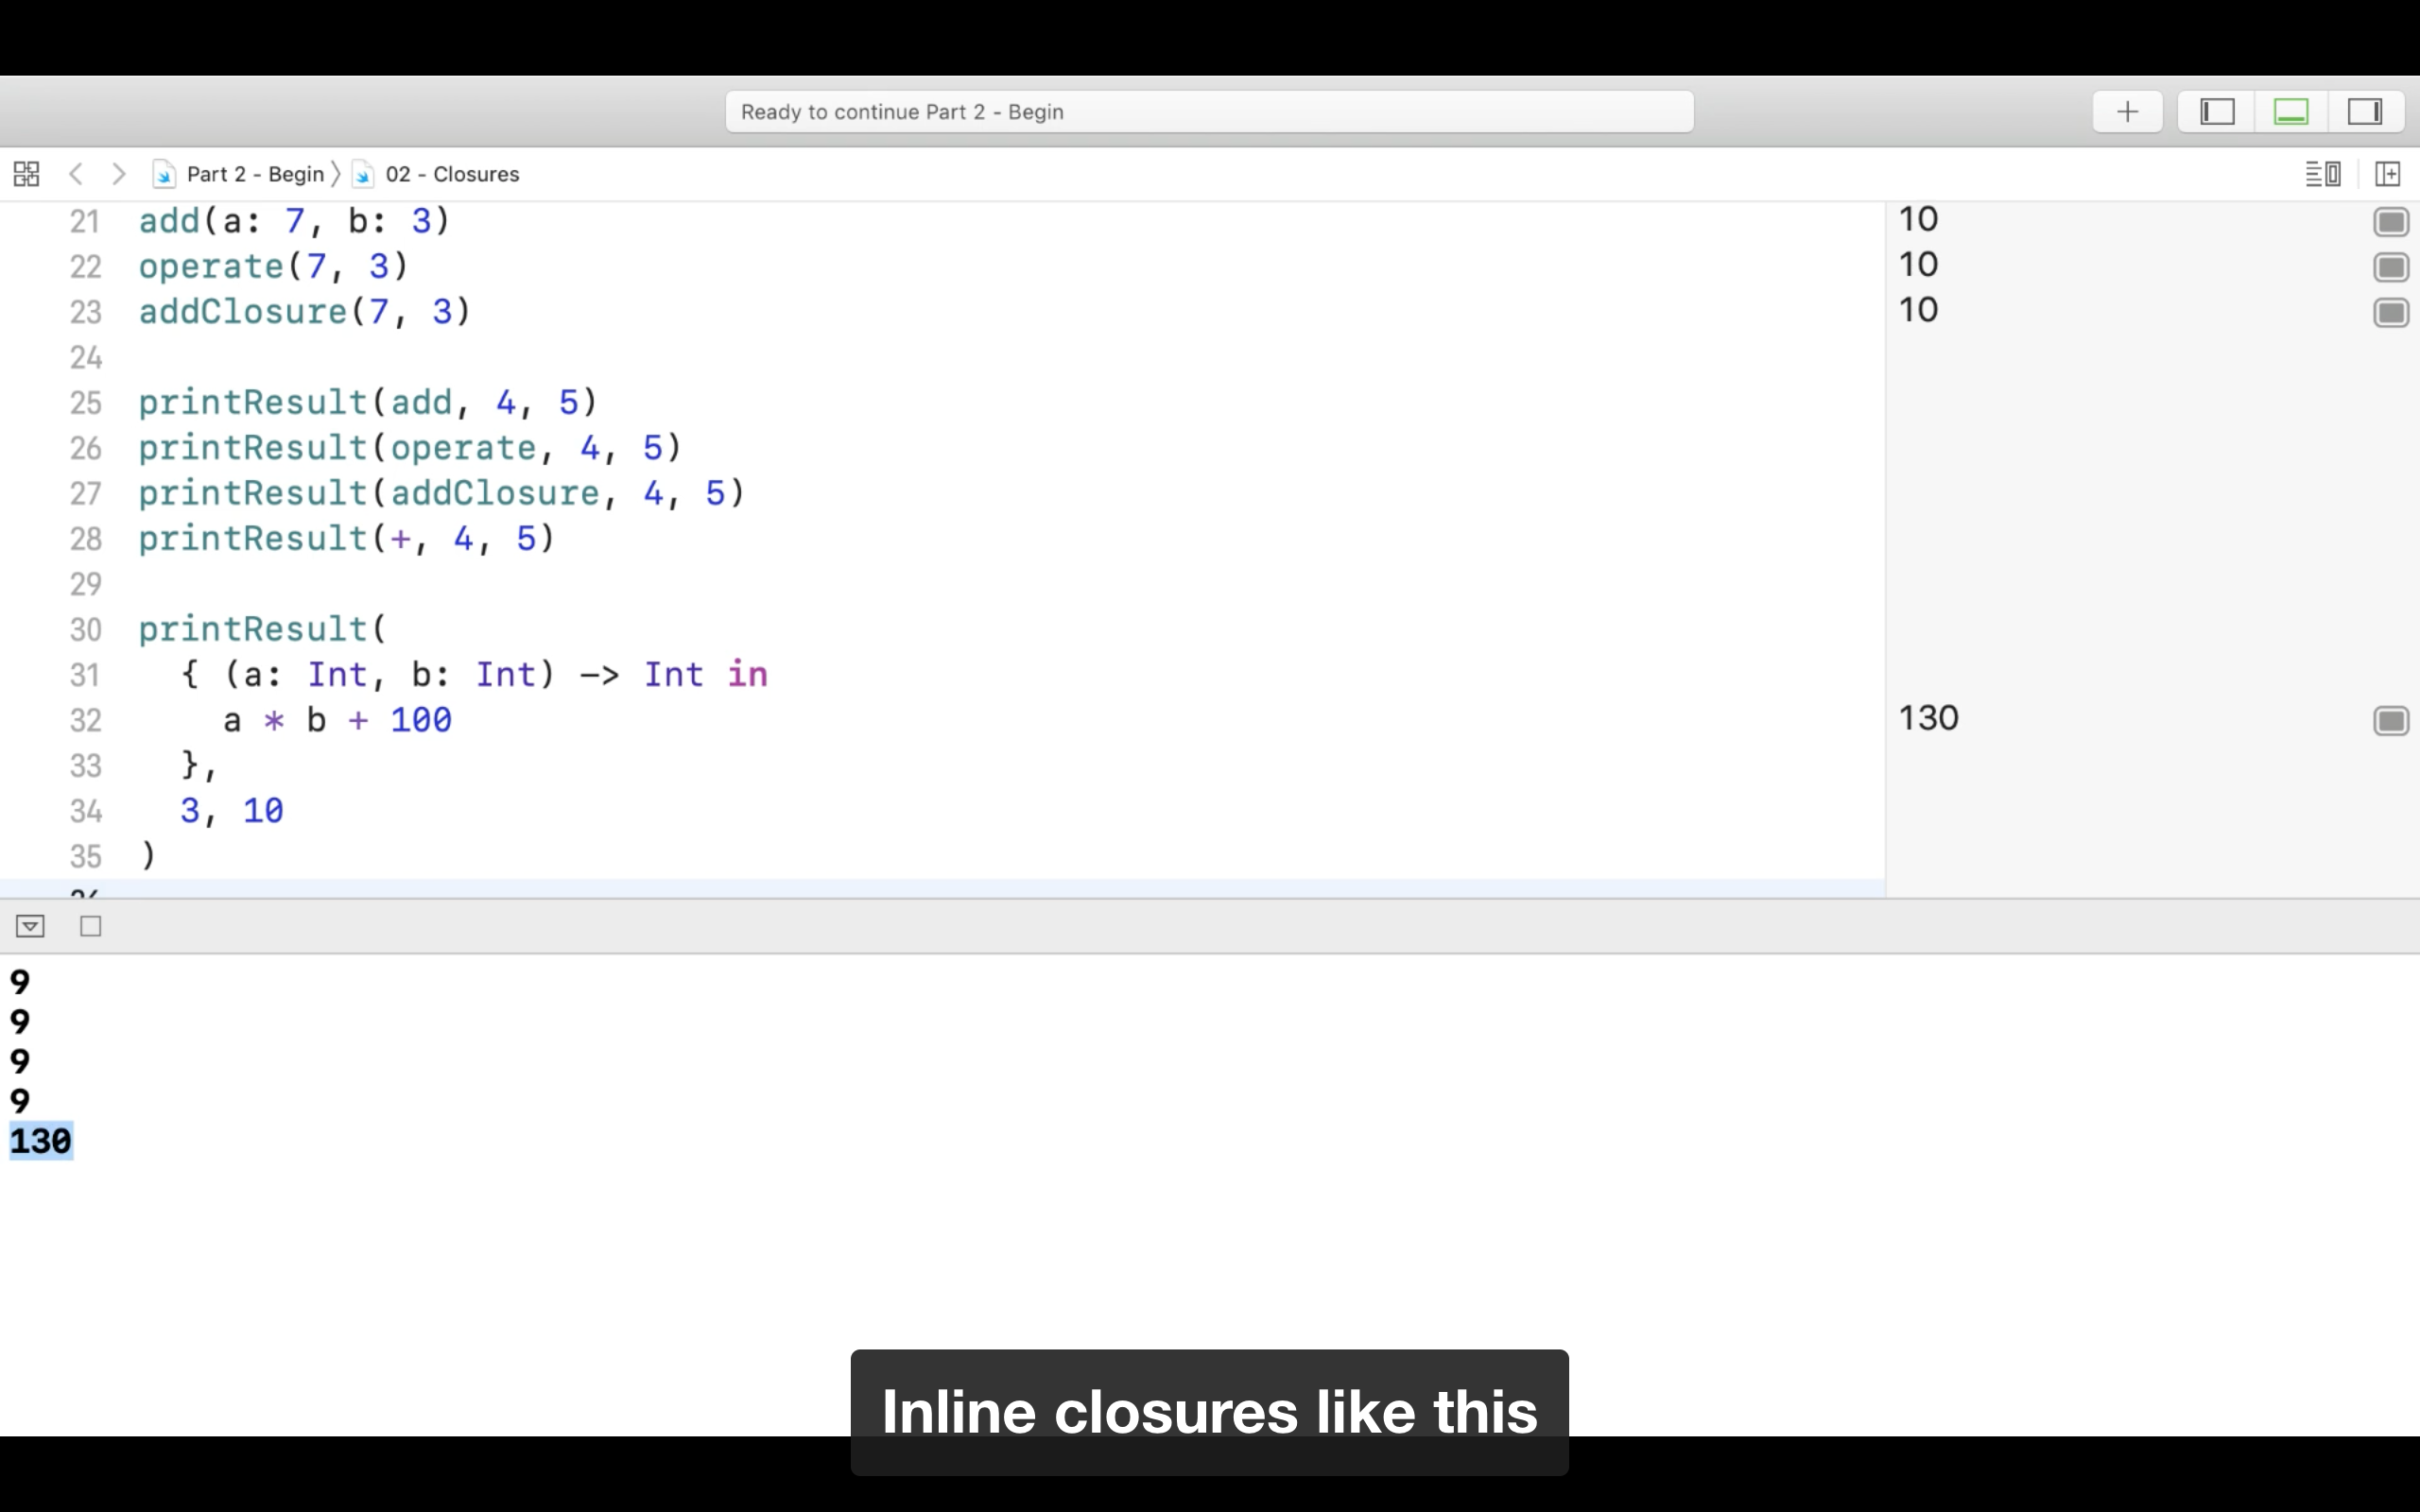 Ready to continue Part 2 - Begin
Part 2 - Begin 〉 02 - Closures
21 add(a: 7, b: 3) 10
22 operate(7, 3) 10
23 addClosure(7, 3) 10
24
25 printResult(add, 4, 5)
26 printResult(operate, 4, 5)
27 printResult(addClosure, 4, 5)
28 printResult(+, 4, 5)
29
30 printResult(
31 { (a: Int, b: Int) -> Int in
32 a * b + 100 130
33 },
34 3, 10
35 )
9
9
9
9
130
Inline closures like this